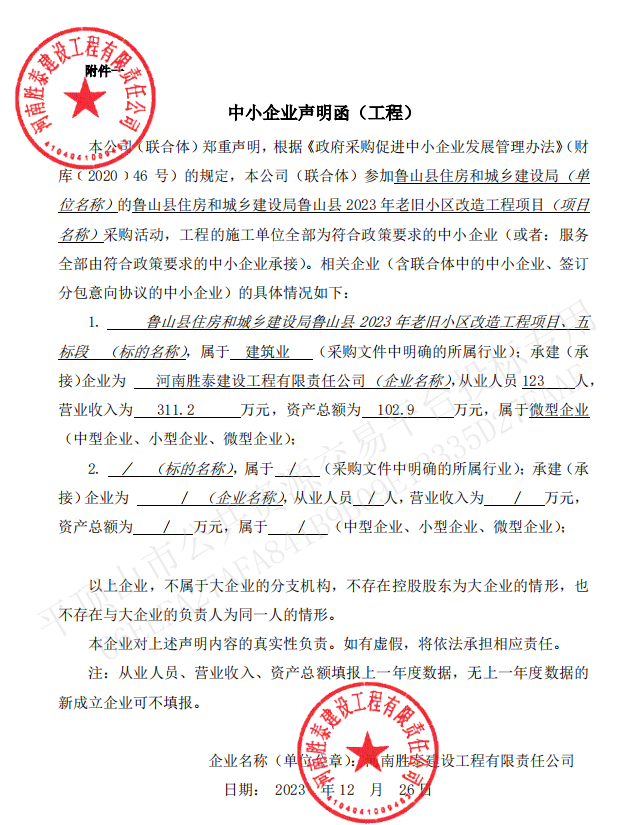 河南胜泰建设工程有限责任公司
附件一
中小企业声明函（工程）
本公司（联合体）郑重声明，根据《政府采购促进中小企业发展管理办法》（财
库﹝2020﹞46 号）的规定，本公司（联合体）参加鲁山县住房和城乡建设局（单
位名称）的鲁山县住房和城乡建设局鲁山县 2023 年老旧小区改造工程项目（项目
名称）采购活动，工程的施工单位全部为符合政策要求的中小企业（或者：服务
全部由符合政策要求的中小企业承接）。相关企业（含联合体中的中小企业、签订
分包意向协议的中小企业）的具体情况如下：
1. 鲁山县住房和城乡建设局鲁山县 2023 年老旧小区改造工程项目、五
标段 （标的名称），属于 建筑业 （采购文件中明确的所属行业）；承建（承
接）企业为 河南胜泰建设工程有限责任公司（企业名称），从业人员 123 人，
营业收入为 311.2 万元，资产总额为 102.9 万元，属于微型企业
（中型企业、小型企业、微型企业）；
2. / （标的名称），属于 / （采购文件中明确的所属行业）；承建（承
接）企业为 / （企业名称），从业人员 / 人，营业收入为 / 万元，
资产总额为 / 万元，属于 / （中型企业、小型企业、微型企业）；
以上企业，不属于大企业的分支机构，不存在控股股东为大企业的情形，也
不存在与大企业的负责人为同一人的情形。
本企业对上述声明内容的真实性负责。如有虚假，将依法承担相应责任。
注：从业人员、营业收入、资产总额填报上一年度数据，无上一年度数据的
新成立企业可不填报。
企业名称（单位公章）：河南胜泰建设工程有限责任公司
日期： 2023 年 12 月 26日
河南胜泰建设工程有限责任公司
平顶山市公共资源交易平台投标专用